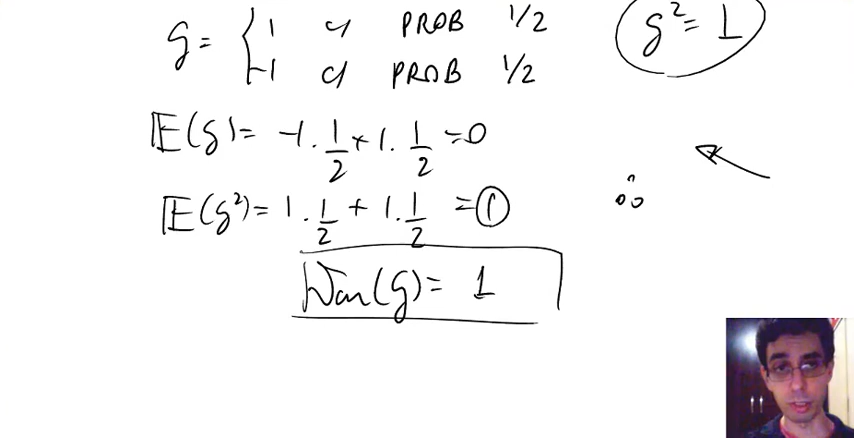 g = { 1 c/ PROB 1/2
-1 c/ PROB 1/2
g² = 1
E(g) = -1 · 1/2 + 1 · 1/2 = 0
E(g²) = 1 · 1/2 + 1 · 1/2 = 1
∴
Var(g) = 1